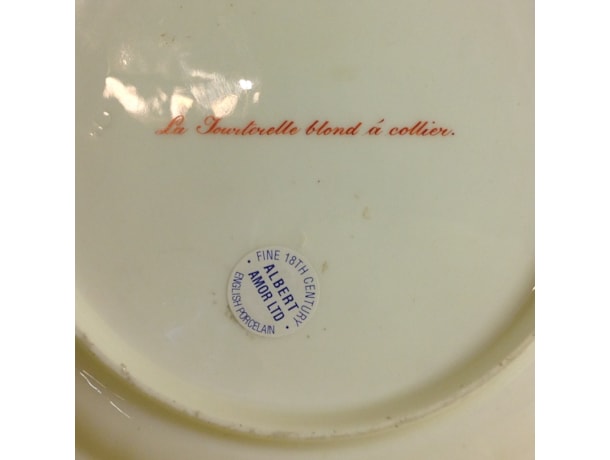 La Tourterelle blond á collier.
• FINE 18TH CENTURY •
ALBERT
AMOR LTD
ENGLISH PORCELAIN